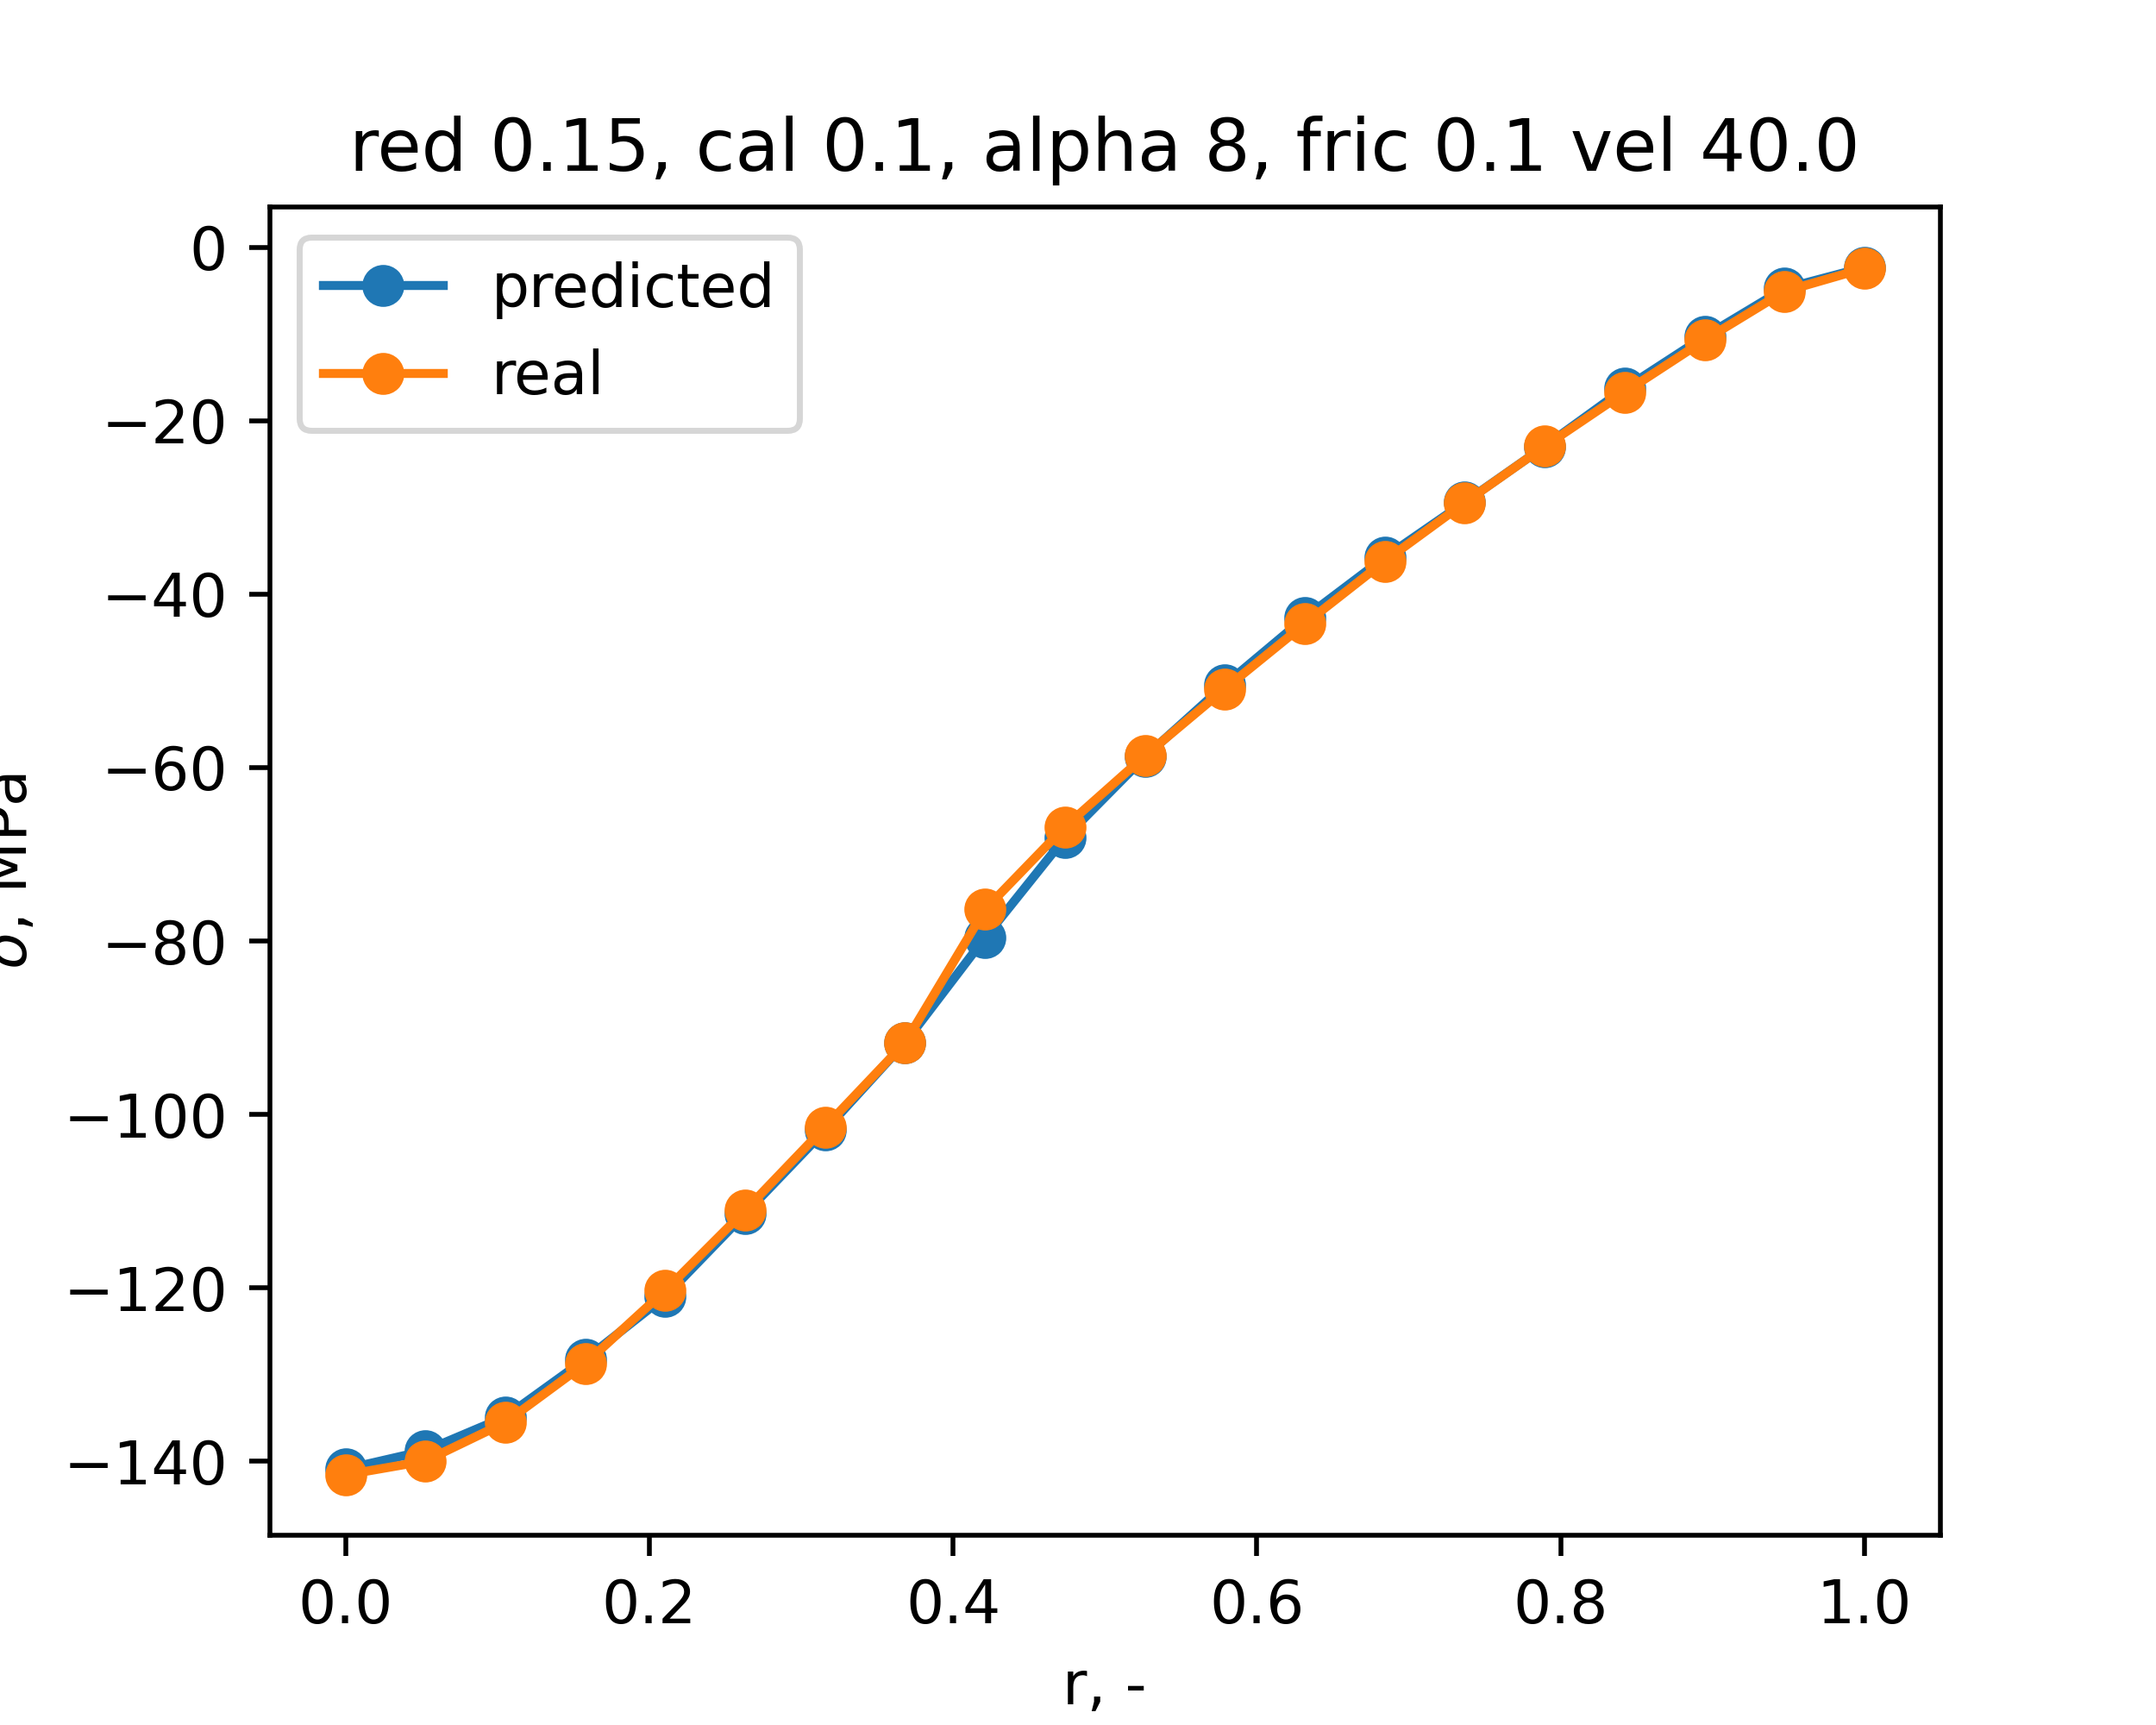 red 0.15, cal 0.1, alpha 8, fric 0.1 vel 40.0
predicted
real
0
−20
−40
−60
−80
−100
−120
−140
, MPa
0.0 0.2 0.4 0.6 0.8 1.0
r, -